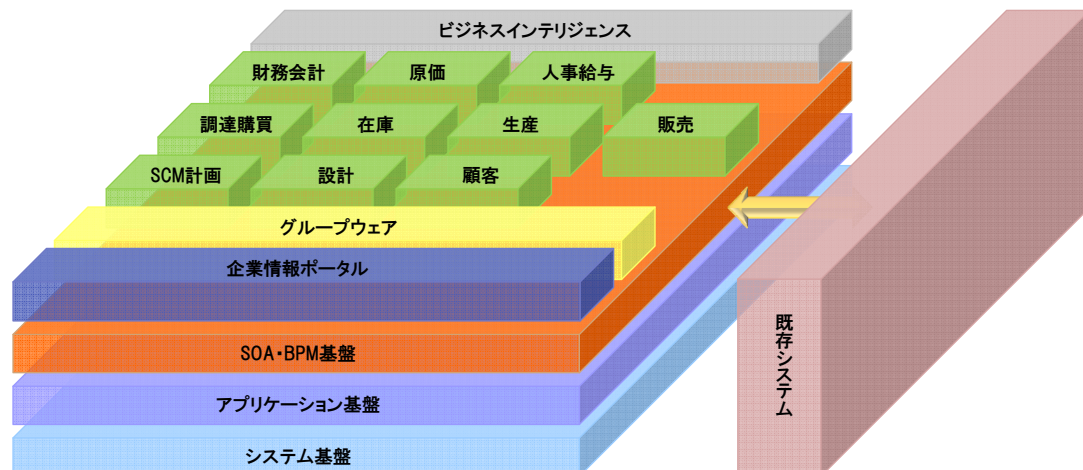 ビジネスインテリジェンス
財務会計
原価
人事給与
調達購買
在庫
生産
販売
SCM計画
設計
顧客
グループウェア
企業情報ポータル
SOA・BPM基盤
アプリケーション基盤
システム基盤
既存システム